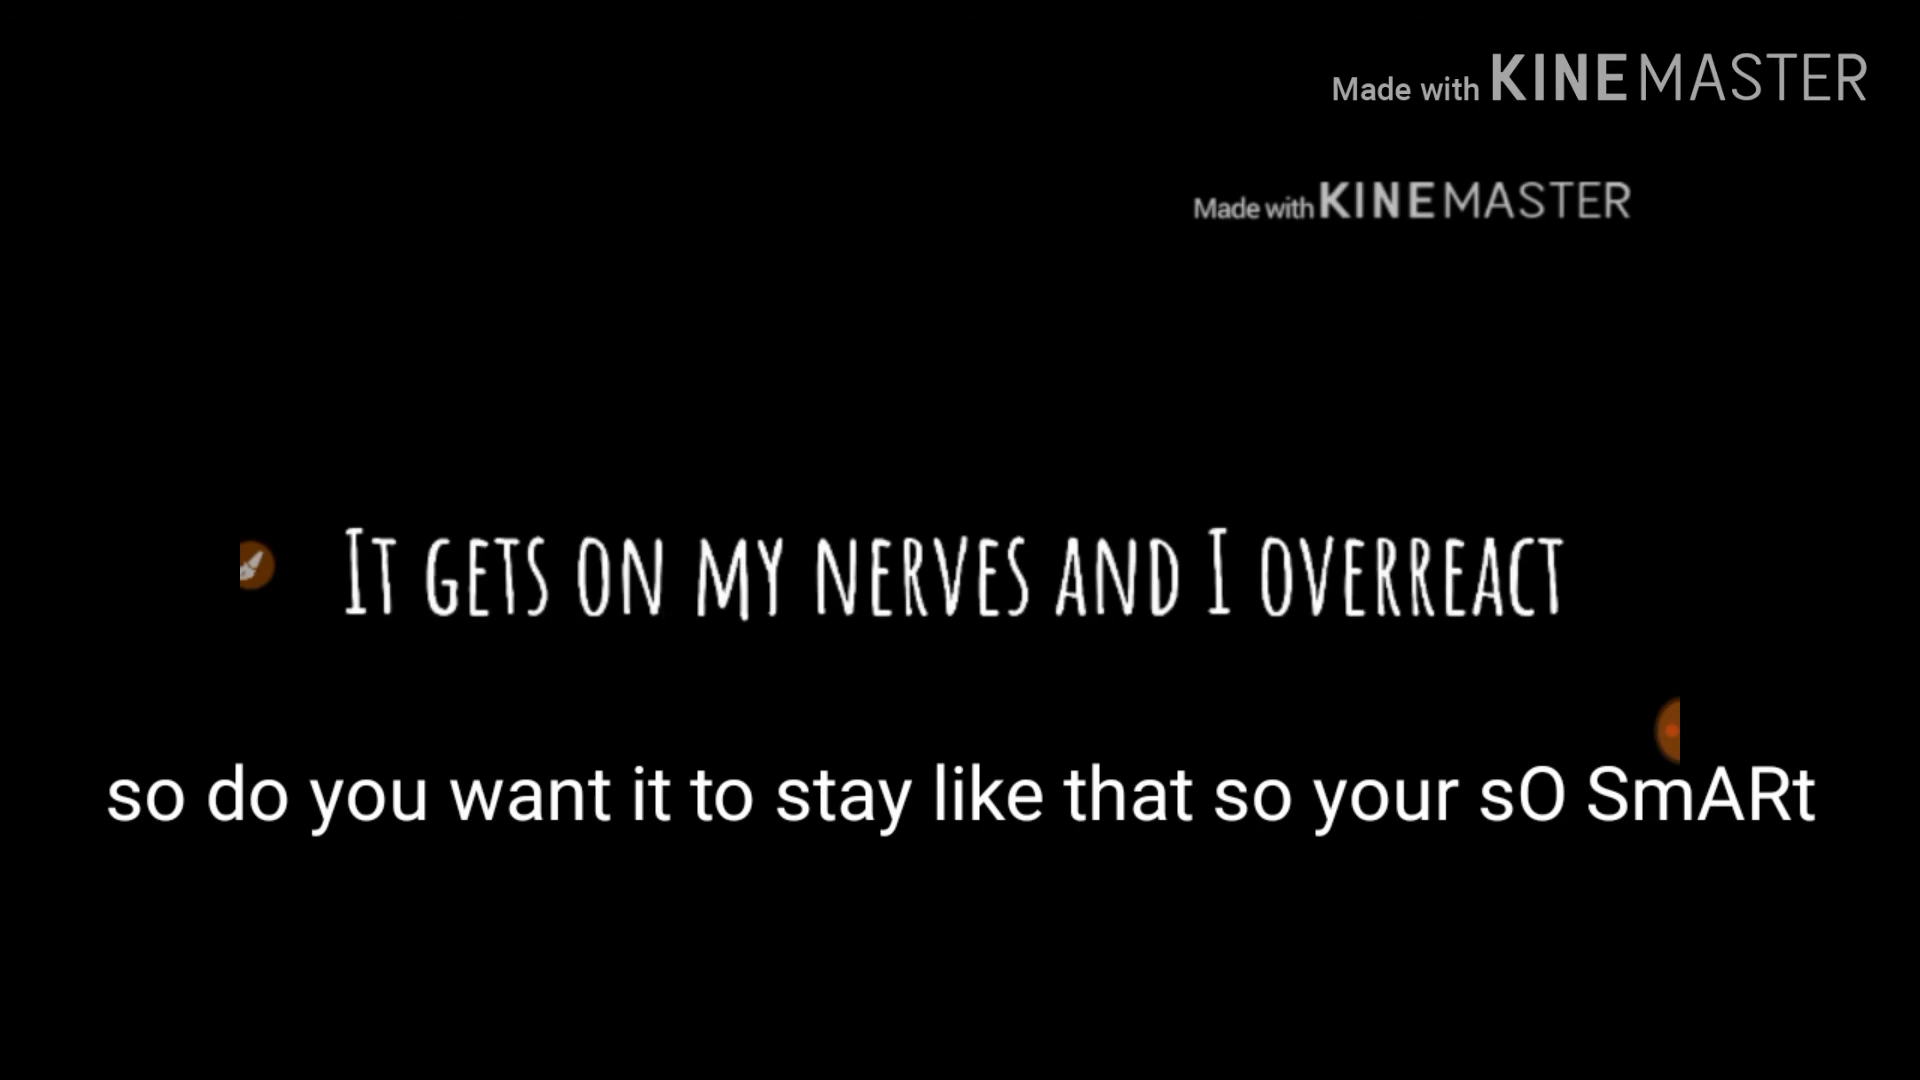 Made with KINEMASTER
Made with KINEMASTER
It gets on my nerves and I overreact
so do you want it to stay like that so your sO SmARt